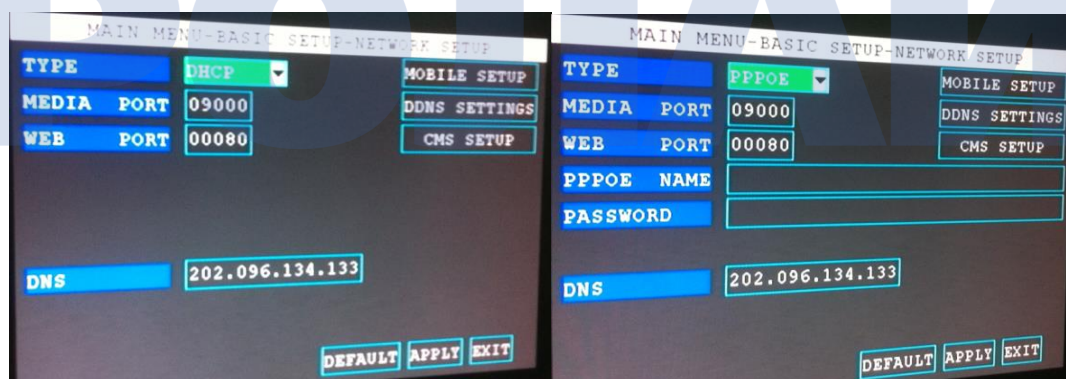 MAIN MENU-BASIC SETUP-NETWORK SETUP
TYPE DHCP MOBILE SETUP
MEDIA PORT 09000 DDNS SETTINGS
WEB PORT 00080 CMS SETUP
DNS 202.096.134.133
DEFAULT APPLY EXIT
MAIN MENU-BASIC SETUP-NETWORK SETUP
TYPE PPPOE MOBILE SETUP
MEDIA PORT 09000 DDNS SETTINGS
WEB PORT 00080 CMS SETUP
PPPOE NAME
PASSWORD
DNS 202.096.134.133
DEFAULT APPLY EXIT